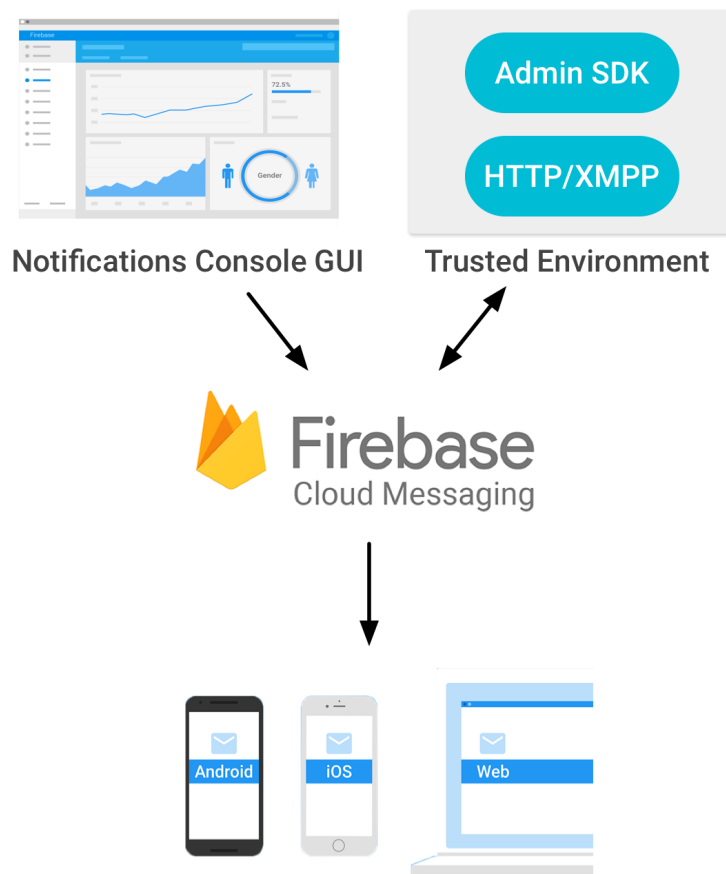 Firebase
72.5%
Gender
Admin SDK
HTTP/XMPP
Notifications Console GUI
Trusted Environment
Firebase
Cloud Messaging
Android
iOS
Web